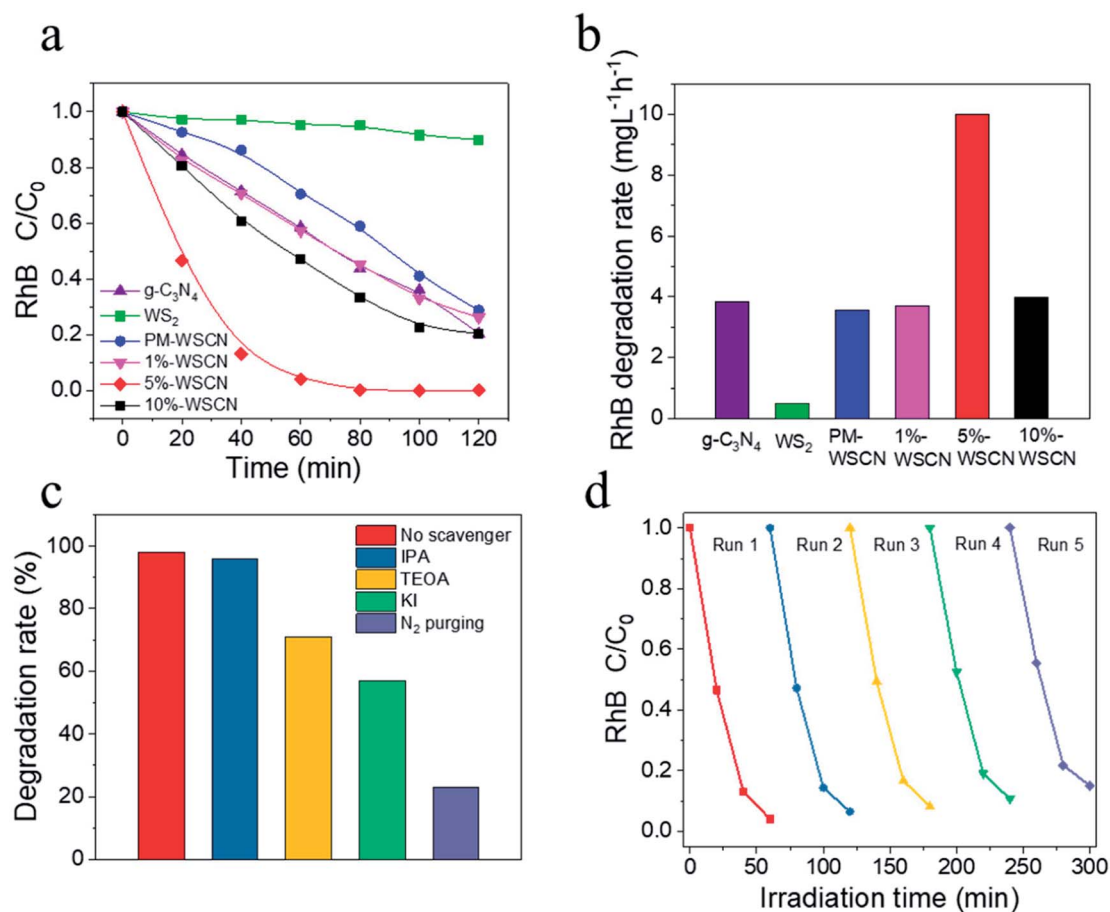 a
RhB C/C₀
1.0
0.8
0.6
0.4
0.2
0.0
g-C₃N₄
WS₂
PM-WSCN
1%-WSCN
5%-WSCN
10%-WSCN
0 20 40 60 80 100 120
Time (min)
b
RhB degradation rate (mgL⁻¹h⁻¹)
10
8
6
4
2
0
g-C₃N₄ WS₂ PM- 1%- 5%- 10%-
WSCN WSCN WSCN WSCN
c
Degradation rate (%)
100
80
60
40
20
0
No scavenger
IPA
TEOA
KI
N₂ purging
d
RhB C/C₀
1.0
0.8
0.6
0.4
0.2
0.0
Run 1 Run 2 Run 3 Run 4 Run 5
0 50 100 150 200 250 300
Irradiation time (min)